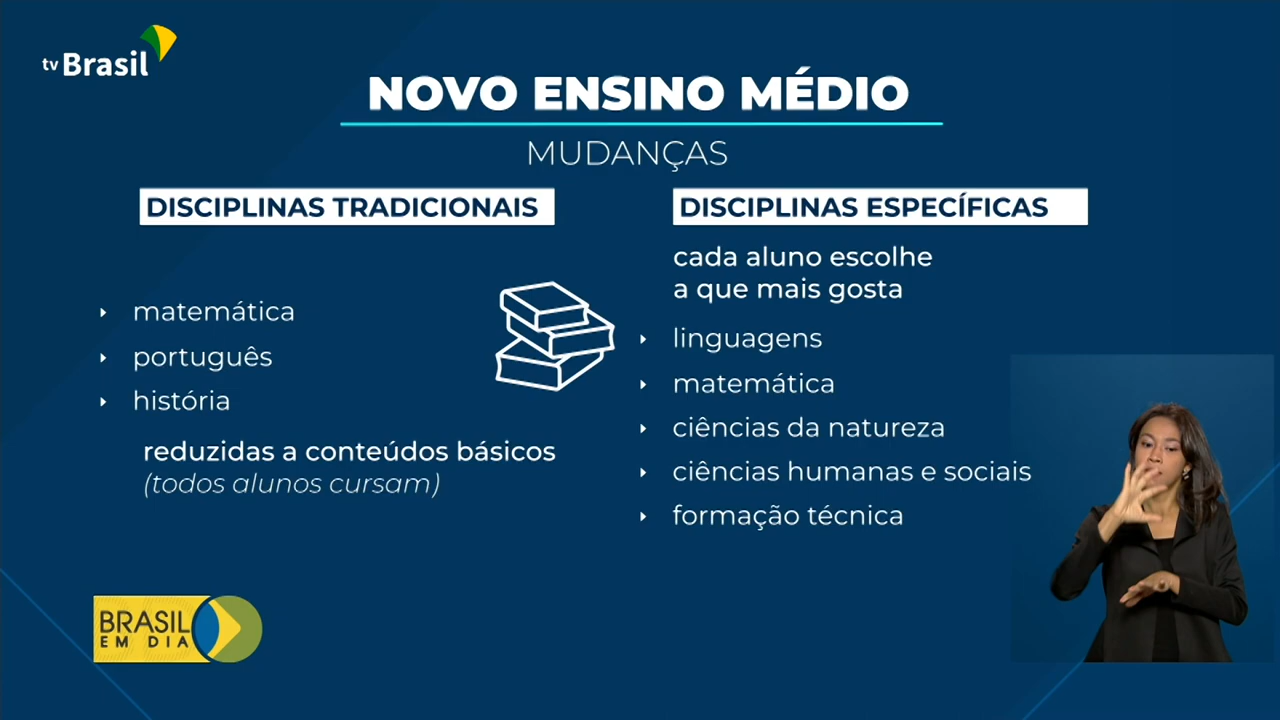 tv Brasil
NOVO ENSINO MÉDIO
MUDANÇAS
DISCIPLINAS TRADICIONAIS
matemática
português
história
reduzidas a conteúdos básicos
(todos alunos cursam)
DISCIPLINAS ESPECÍFICAS
cada aluno escolhe
a que mais gosta
linguagens
matemática
ciências da natureza
ciências humanas e sociais
formação técnica
BRASIL
EM DIA